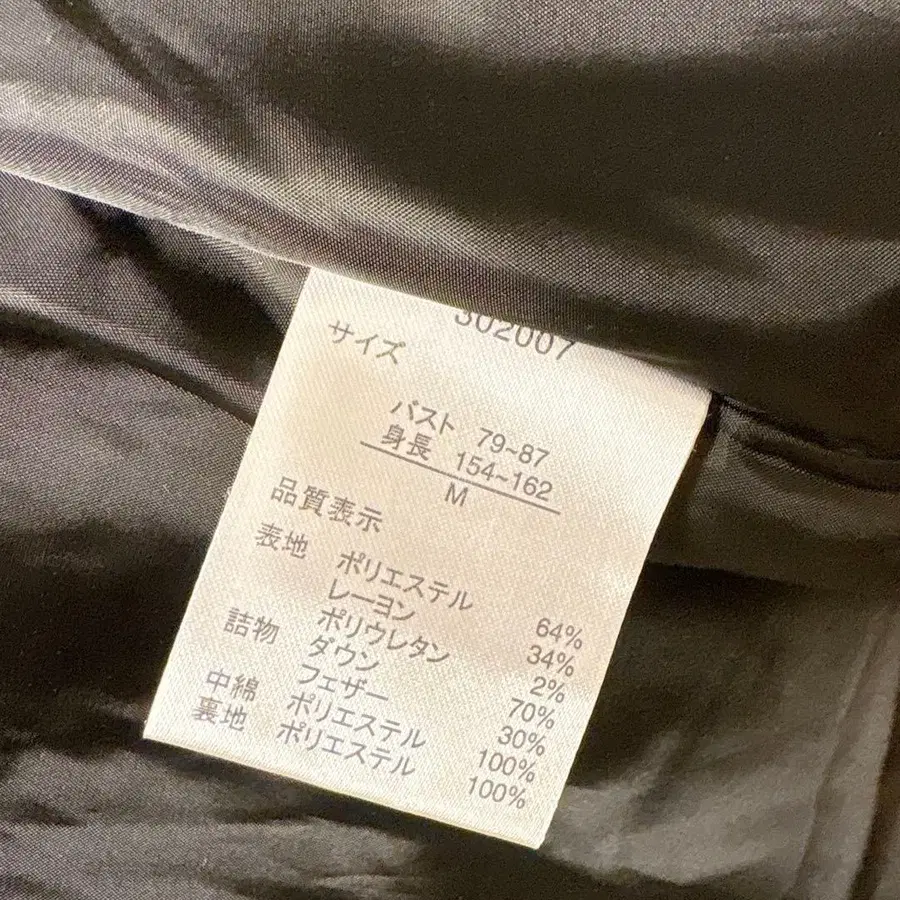 302007
サイズ
バスト 79~87
身長 154~162
M
品質表示
表地 ポリエステル 64%
レーヨン 34%
ポリウレタン 2%
詰物 ダウン 70%
フェザー 30%
中綿 ポリエステル 100%
裏地 ポリエステル 100%